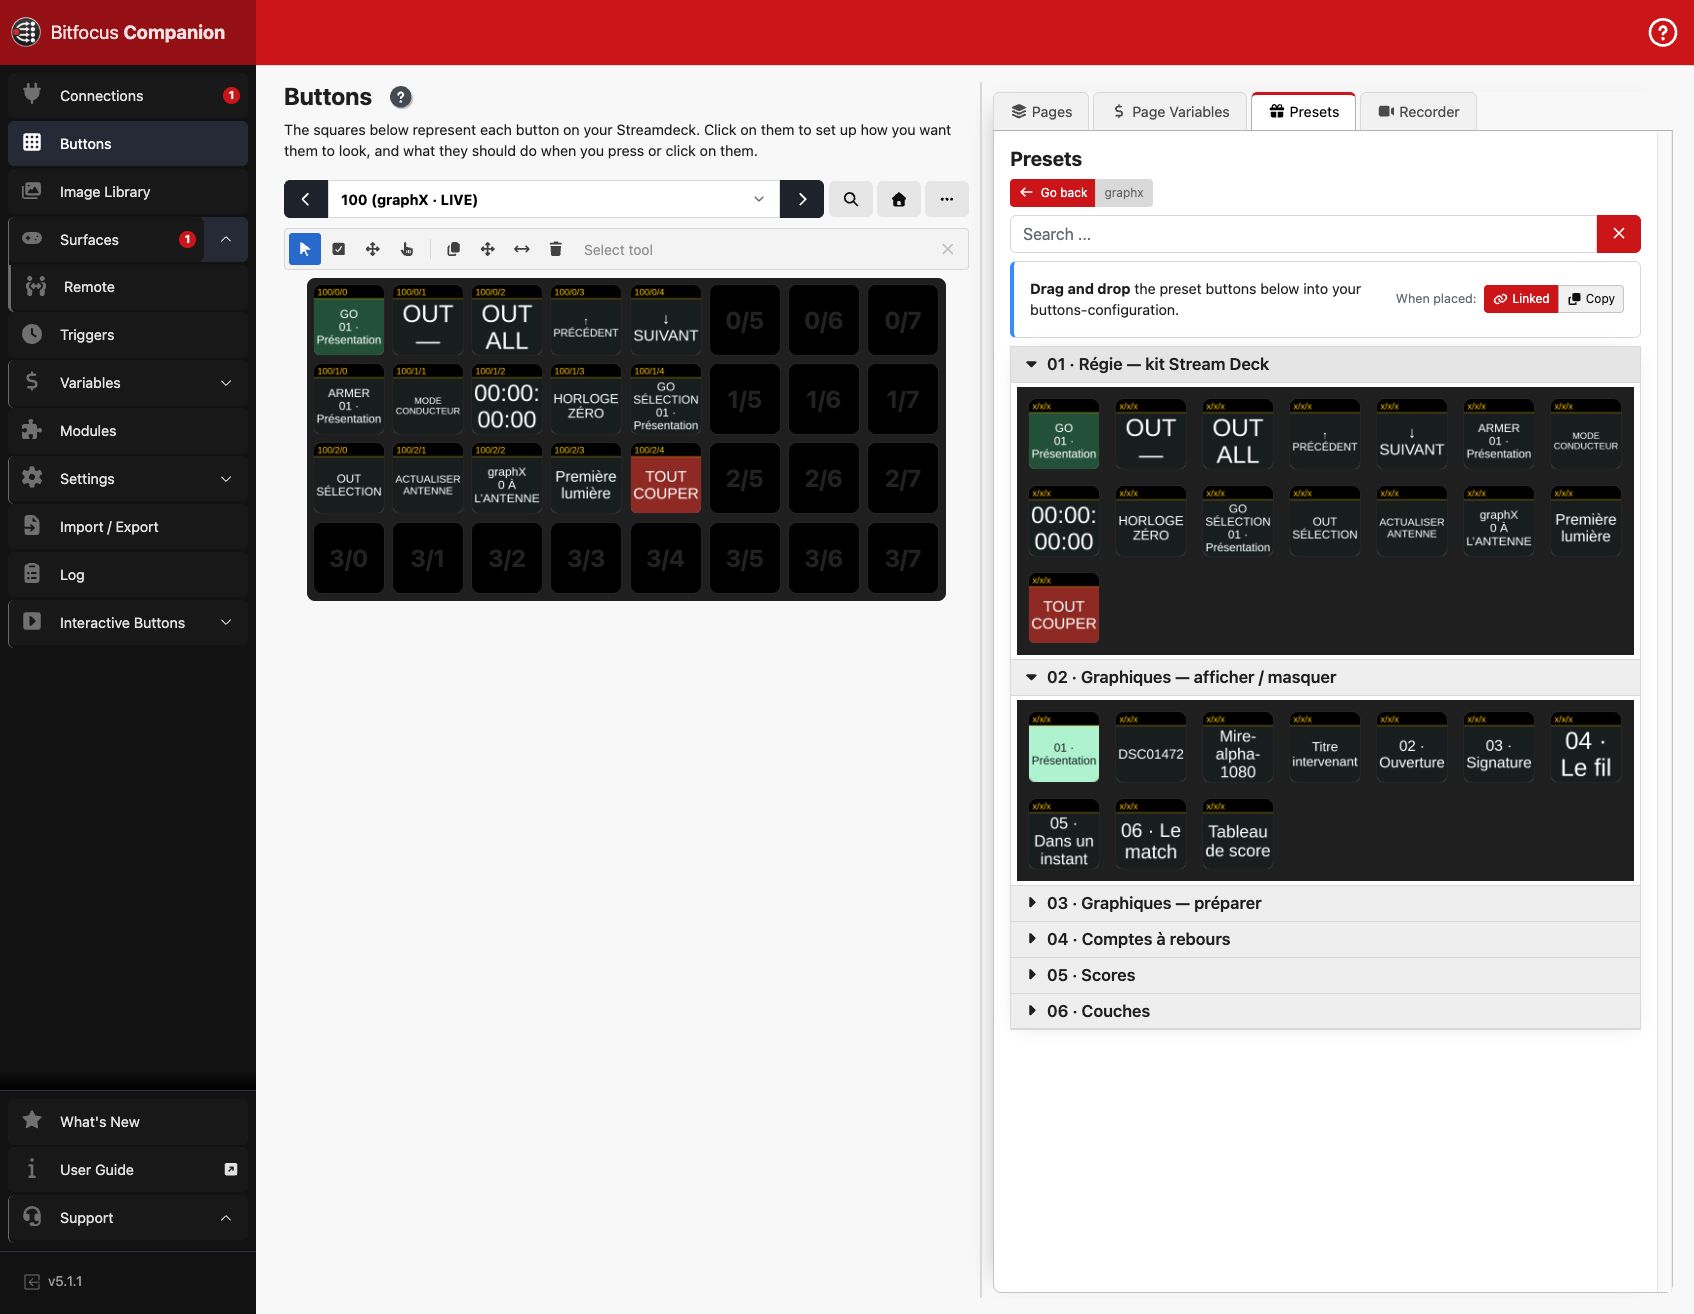 Bitfocus Companion
Connections 1
Buttons
Image Library
Surfaces 1
Remote
Triggers
Variables
Modules
Settings
Import / Export
Log
Interactive Buttons
What's New
User Guide
Support
v5.1.1
Buttons
The squares below represent each button on your Streamdeck. Click on them to set up how you want
them to look, and what they should do when you press or click on them.
100 (graphX · LIVE)
Select tool
100/0/0 100/0/1 100/0/2 100/0/3 100/0/4
GO
01 ·
Présentation
OUT
—
OUT
ALL
↑
PRÉCÉDENT
↓
SUIVANT
0/5 0/6 0/7
100/1/0 100/1/1 100/1/2 100/1/3 100/1/4
ARMER
01 ·
Présentation
MODE
CONDUCTEUR
00:00:
00:00
HORLOGE
ZÉRO
GO
SÉLECTION
01 ·
Présentation
1/5 1/6 1/7
100/2/0 100/2/1 100/2/2 100/2/3 100/2/4
OUT
SÉLECTION
ACTUALISER
ANTENNE
graphX
0 À
L'ANTENNE
Première
lumière
TOUT
COUPER
2/5 2/6 2/7
3/0 3/1 3/2 3/3 3/4 3/5 3/6 3/7
Pages
Page Variables
Presets
Recorder
Presets
Go back graphx
Search ...
Drag and drop the preset buttons below into your
buttons-configuration.
When placed: Linked Copy
01 · Régie — kit Stream Deck
x/x/x x/x/x x/x/x x/x/x x/x/x x/x/x x/x/x
GO
01 ·
Présentation
OUT
—
OUT
ALL
↑
PRÉCÉDENT
↓
SUIVANT
ARMER
01 ·
Présentation
MODE
CONDUCTEUR
x/x/x x/x/x x/x/x x/x/x x/x/x x/x/x x/x/x
00:00:
00:00
HORLOGE
ZÉRO
GO
SÉLECTION
01 ·
Présentation
OUT
SÉLECTION
ACTUALISER
ANTENNE
graphX
0 À
L'ANTENNE
Première
lumière
x/x/x
TOUT
COUPER
02 · Graphiques — afficher / masquer
x/x/x x/x/x x/x/x x/x/x x/x/x x/x/x x/x/x
01 ·
Présentation
DSC01472
Mire-
alpha-
1080
Titre
intervenant
02 ·
Ouverture
03 ·
Signature
04 ·
Le fil
x/x/x x/x/x x/x/x
05 ·
Dans un
instant
06 · Le
match
Tableau
de score
03 · Graphiques — préparer
04 · Comptes à rebours
05 · Scores
06 · Couches